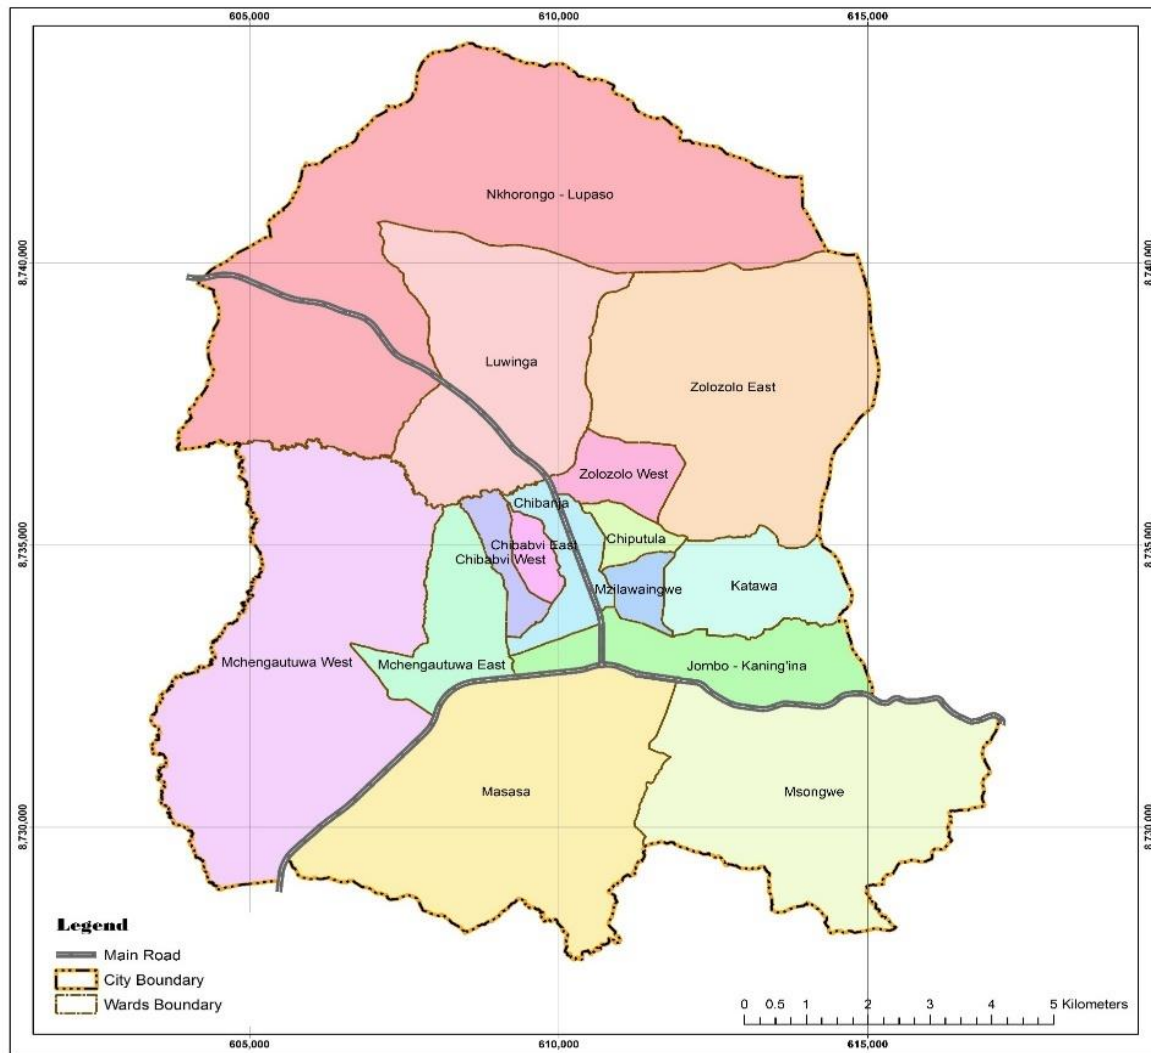 605,000 610,000 615,000
Nkhorongo - Lupaso
8,740,000 8,740,000
Luwinga
Zolozolo East
Zolozolo West
Chibanja
Chiputula
Chibabvi East
8,735,000 8,735,000
Chibabvi West
Mzilawaingwe
Katawa
Mchengautuwa West
Mchengautuwa East
Jombo - Kaning'ina
Masasa
Msongwe
8,730,000 8,730,000
Legend
Main Road
City Boundary
Wards Boundary
0 0.5 1 2 3 4 5 Kilometers
605,000 610,000 615,000